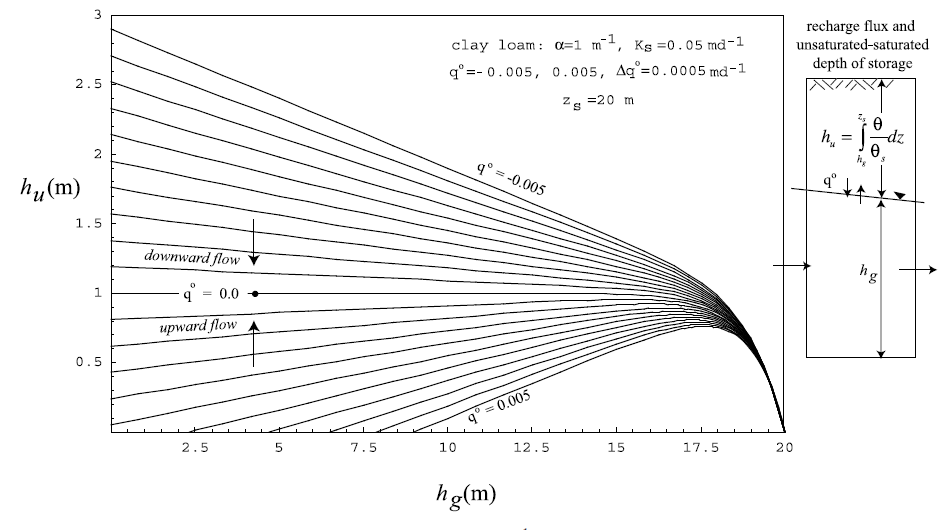 3
2.5
2
1.5
1
0.5
h_u(m)
clay loam: α=1 m^-1, K_s=0.05 md^-1
q°=-0.005, 0.005, Δq°=0.0005 md^-1
z_s=20 m
q° = -0.005
downward flow
q° = 0.0
upward flow
q° = 0.005
2.5 5 7.5 10 12.5 15 17.5 20
h_g(m)
recharge flux and
unsaturated-saturated
depth of storage
h_u = ∫_{h_g}^{z_s} θ/θ_s dz
q°
h_g